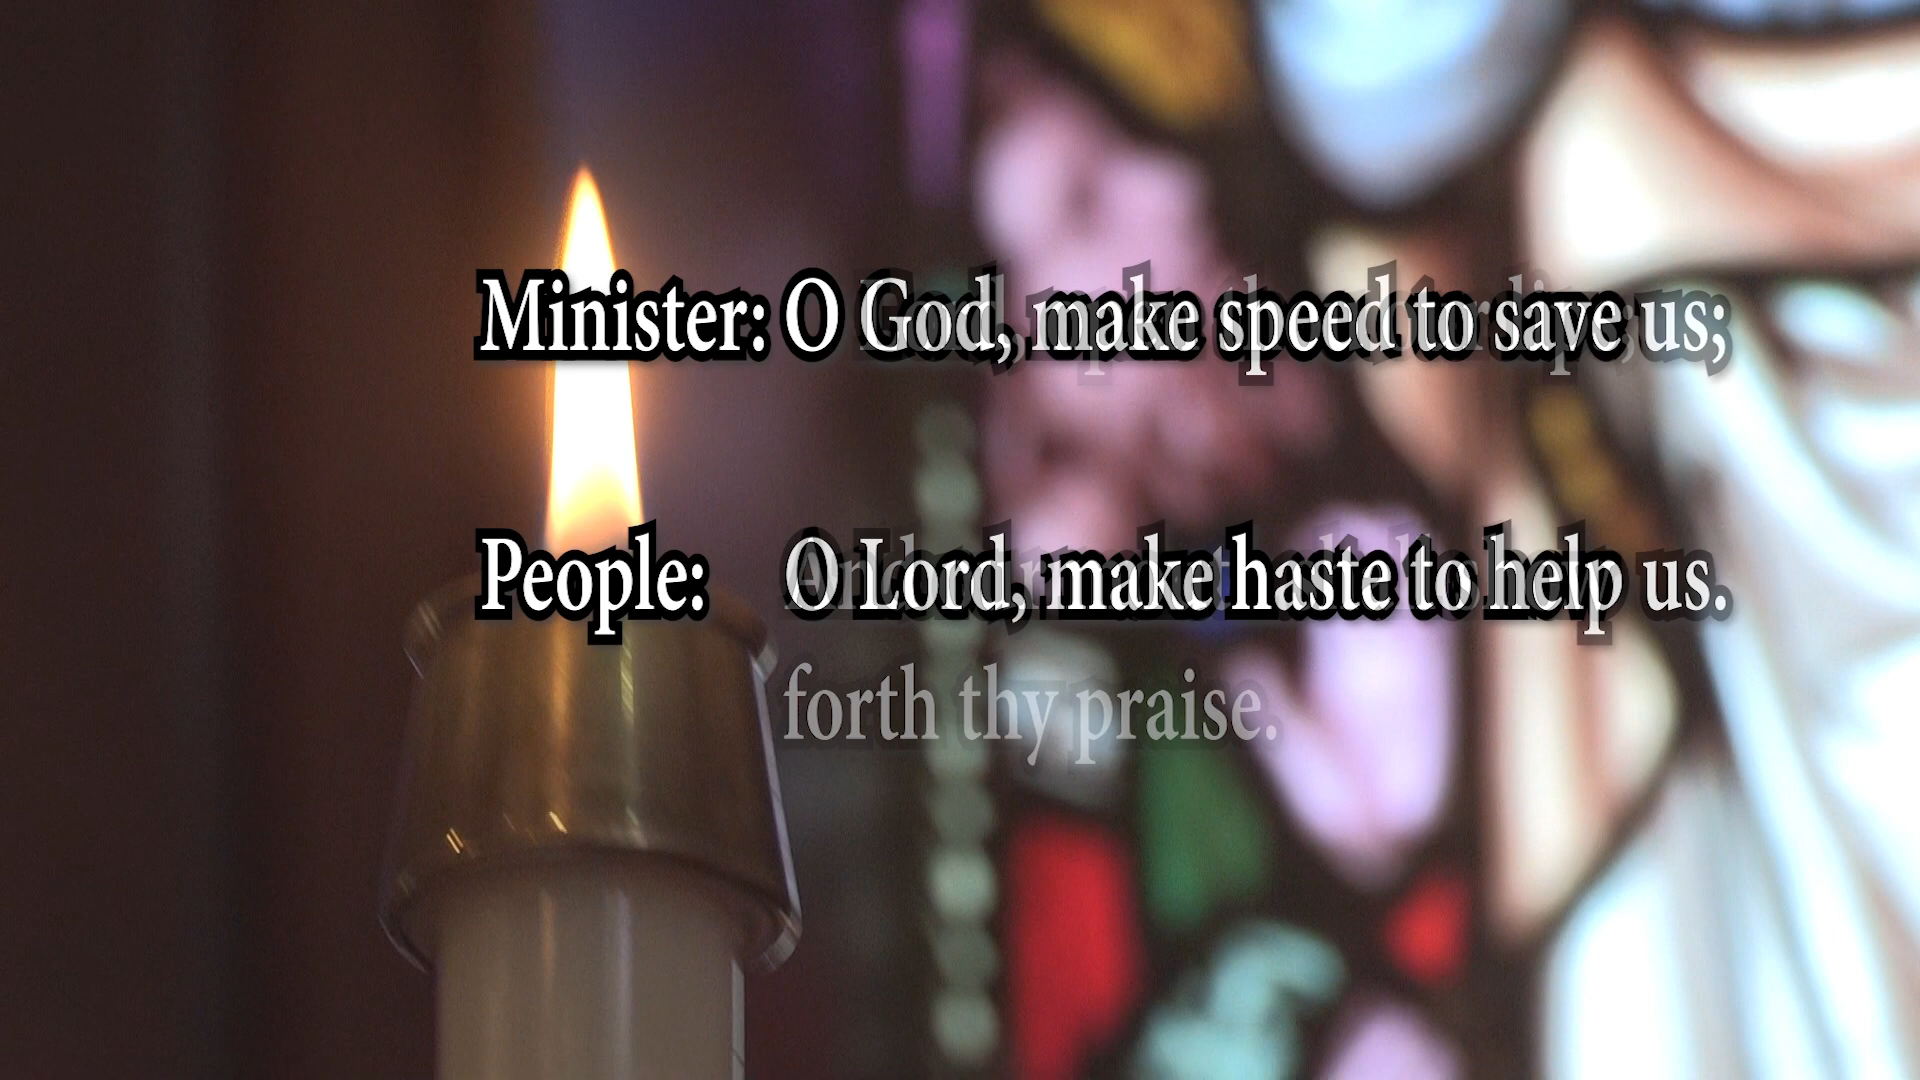 Minister: O God, make speed to save us;
People: O Lord, make haste to help us.
forth thy praise.